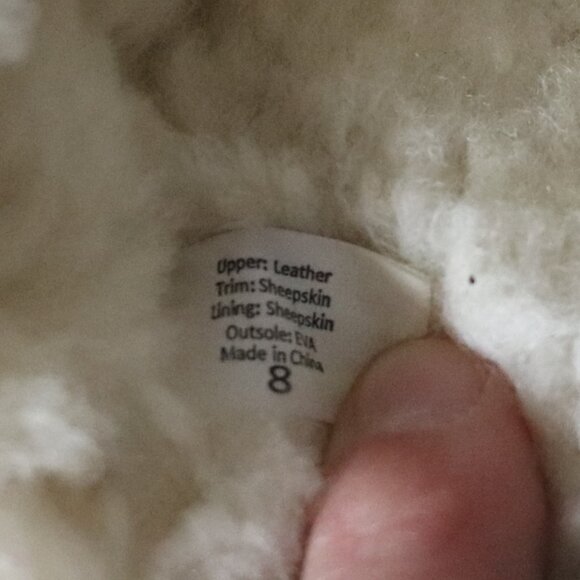 Upper: Leather
Trim: Sheepskin
Lining: Sheepskin
Outsole: EVA
Made in China
8